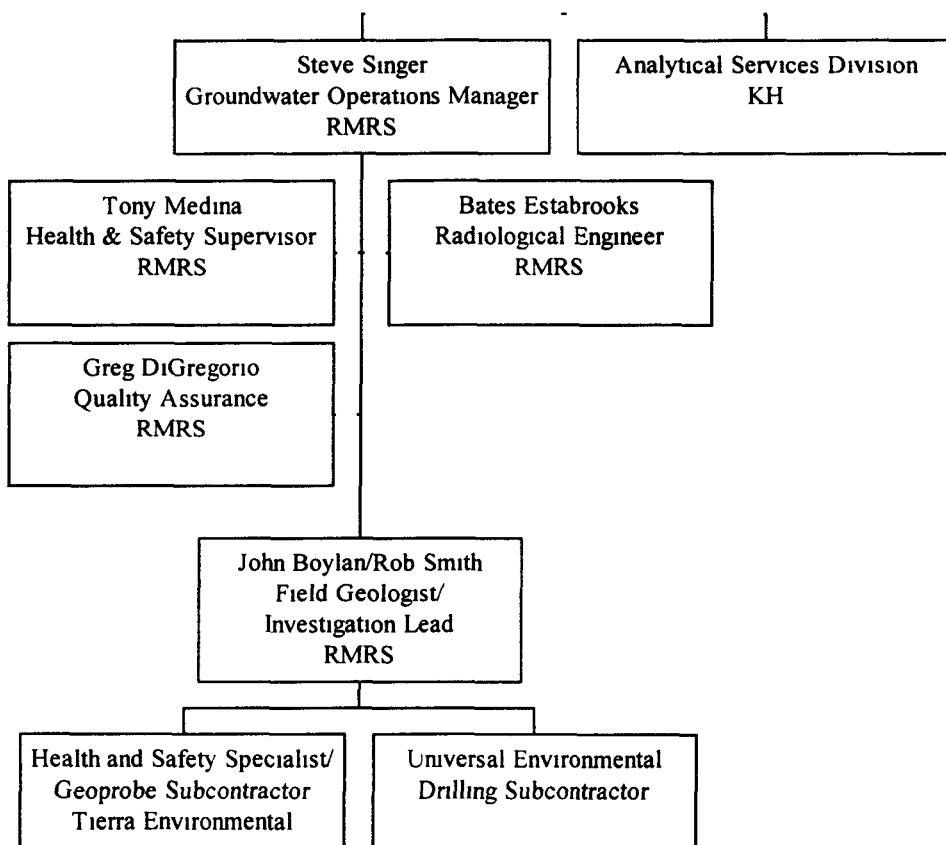 Steve Singer
Groundwater Operations Manager
RMRS
Analytical Services Division
KH
Tony Medina
Health & Safety Supervisor
RMRS
Bates Estabrooks
Radiological Engineer
RMRS
Greg DiGregorio
Quality Assurance
RMRS
John Boylan/Rob Smith
Field Geologist/
Investigation Lead
RMRS
Health and Safety Specialist/
Geoprobe Subcontractor
Tierra Environmental
Universal Environmental
Drilling Subcontractor